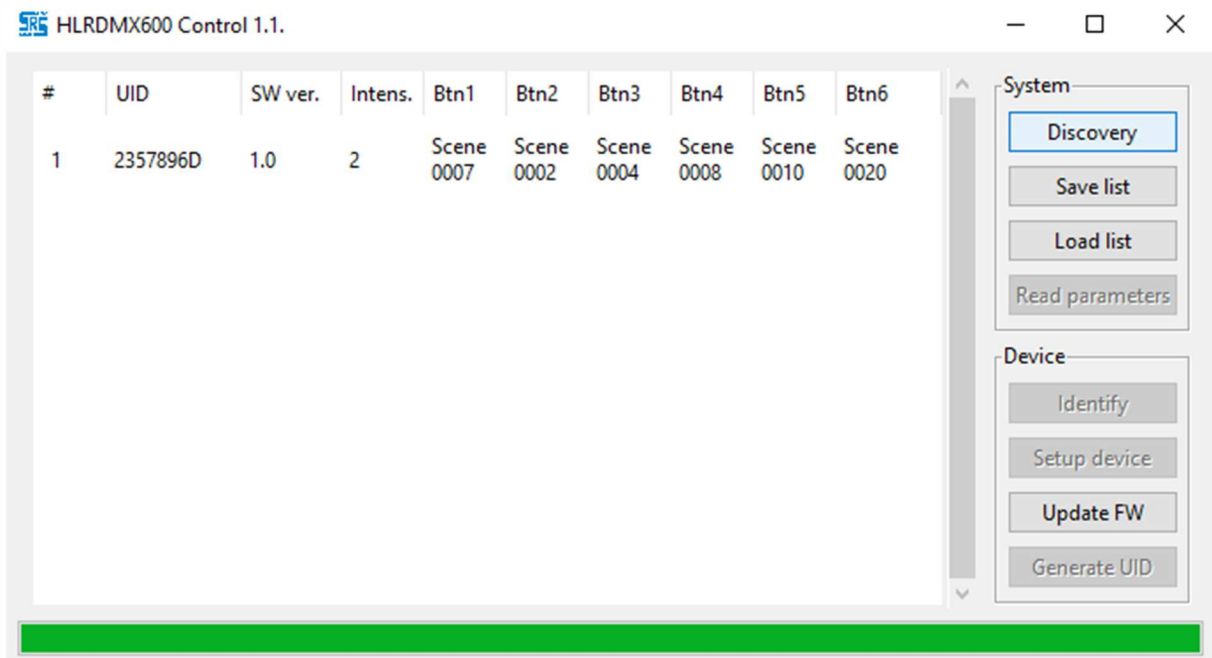 SRS HLRDMX600 Control 1.1.
# UID SW ver. Intens. Btn1 Btn2 Btn3 Btn4 Btn5 Btn6
1 2357896D 1.0 2 Scene 0007 Scene 0002 Scene 0004 Scene 0008 Scene 0010 Scene 0020
System
Discovery
Save list
Load list
Read parameters
Device
Identify
Setup device
Update FW
Generate UID